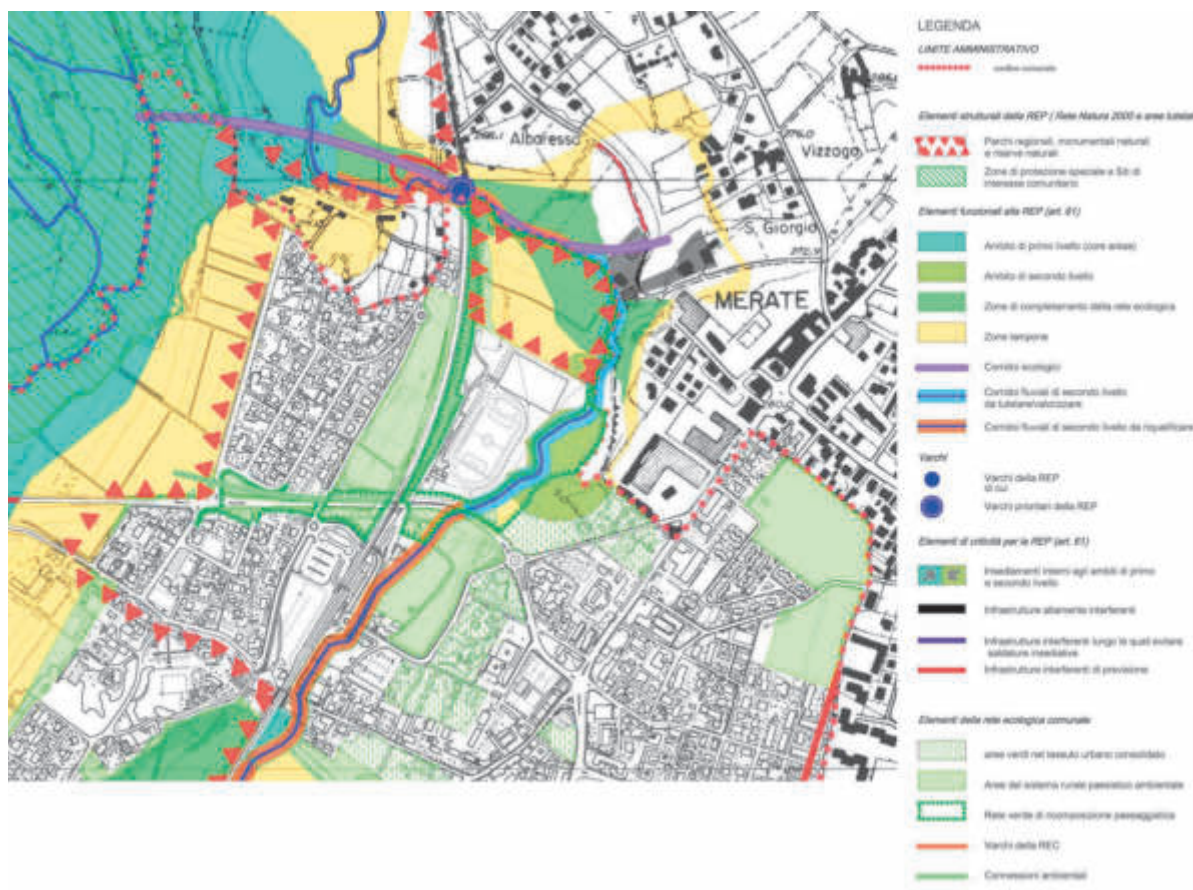 Albaressa
Vizzago
S. Giorgio
MERATE
LEGENDA
LIMITE AMMINISTRATIVO
confine comunale
Elementi strutturali della REP ( Rete Natura 2000 e aree tutelate
Parchi regionali, monumentali naturali
e riserve naturali
Zone di protezione speciale e Siti di
interesse comunitario
Elementi funzionali alla REP (art. 61)
Ambito di primo livello (core areas)
Ambito di secondo livello
Zone di completamento della rete ecologica
Zone tampone
Corridoi ecologici
Corridoi fluviali di secondo livello
da tutelare/valorizzare
Corridoi fluviali di secondo livello da riqualificare
Varchi
Varchi della REP
di cui
Varchi prioritari della REP
Elementi di criticità per la REP (art. 61)
Insediamenti interni agli ambiti di primo
e secondo livello
Infrastrutture altamente interferenti
Infrastrutture interferenti lungo le quali evitare
saldature insediative
Infrastrutture interferenti di previsione
Elementi della rete ecologica comunale
aree verdi nel tessuto urbano consolidato
Aree del sistema rurale paesistico ambientale
Rete verde di ricomposizione paesaggistica
Varchi della REC
Connessioni ambientali